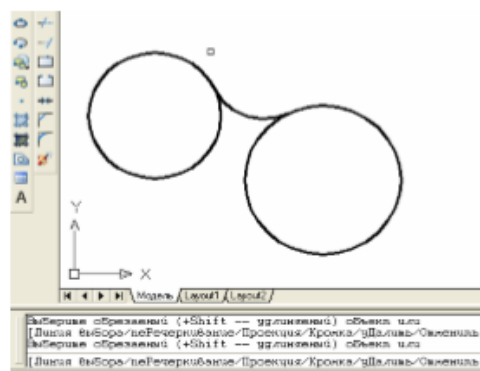 Y
X
A
Модель Layout1 Layout2
Выберите обрезаемый (+Shift -- удлиняемый) объект или
[Линия выбора/пеРечеркивание/Проекция/Кромка/уДалить/Отменить
Выберите обрезаемый (+Shift -- удлиняемый) объект или
[Линия выбора/пеРечеркивание/Проекция/Кромка/уДалить/Отменить